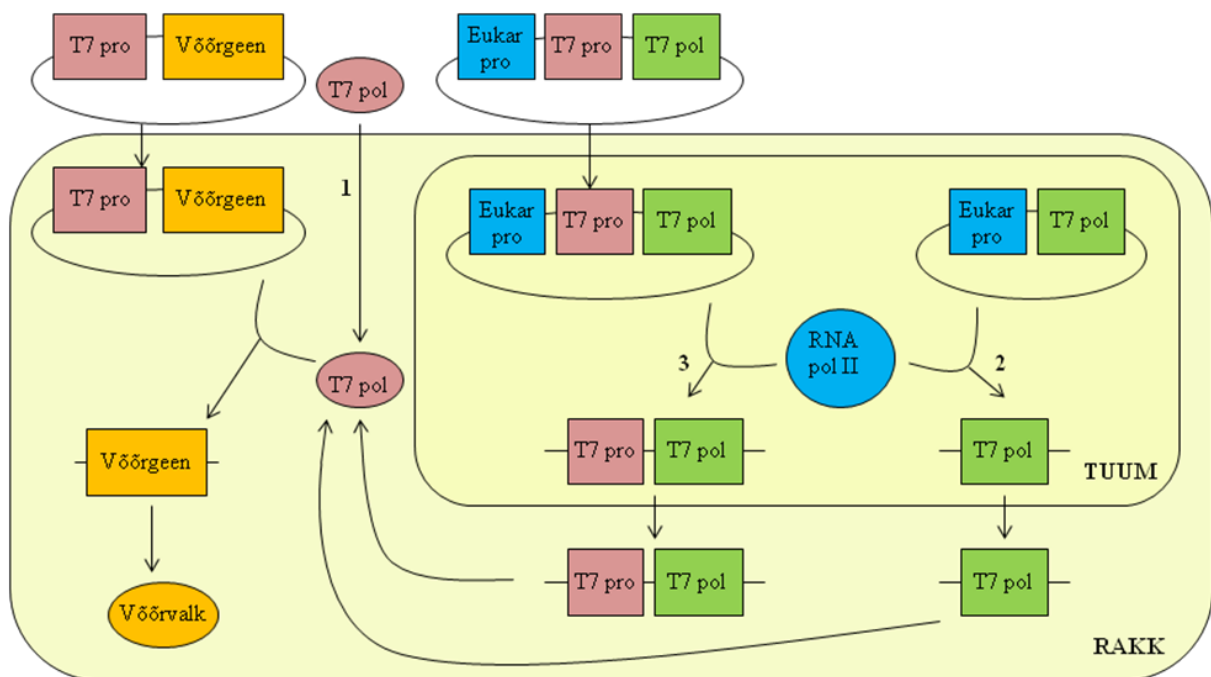 T7 pro
Võõrgeen
T7 pol
Eukar
pro
T7 pro
T7 pol
T7 pro
Võõrgeen
1
Eukar
pro
T7 pro
T7 pol
Eukar
pro
T7 pol
RNA
pol II
3
2
T7 pol
Võõrgeen
T7 pro
T7 pol
T7 pol
TUUM
Võõrvalk
T7 pro
T7 pol
T7 pol
RAKK